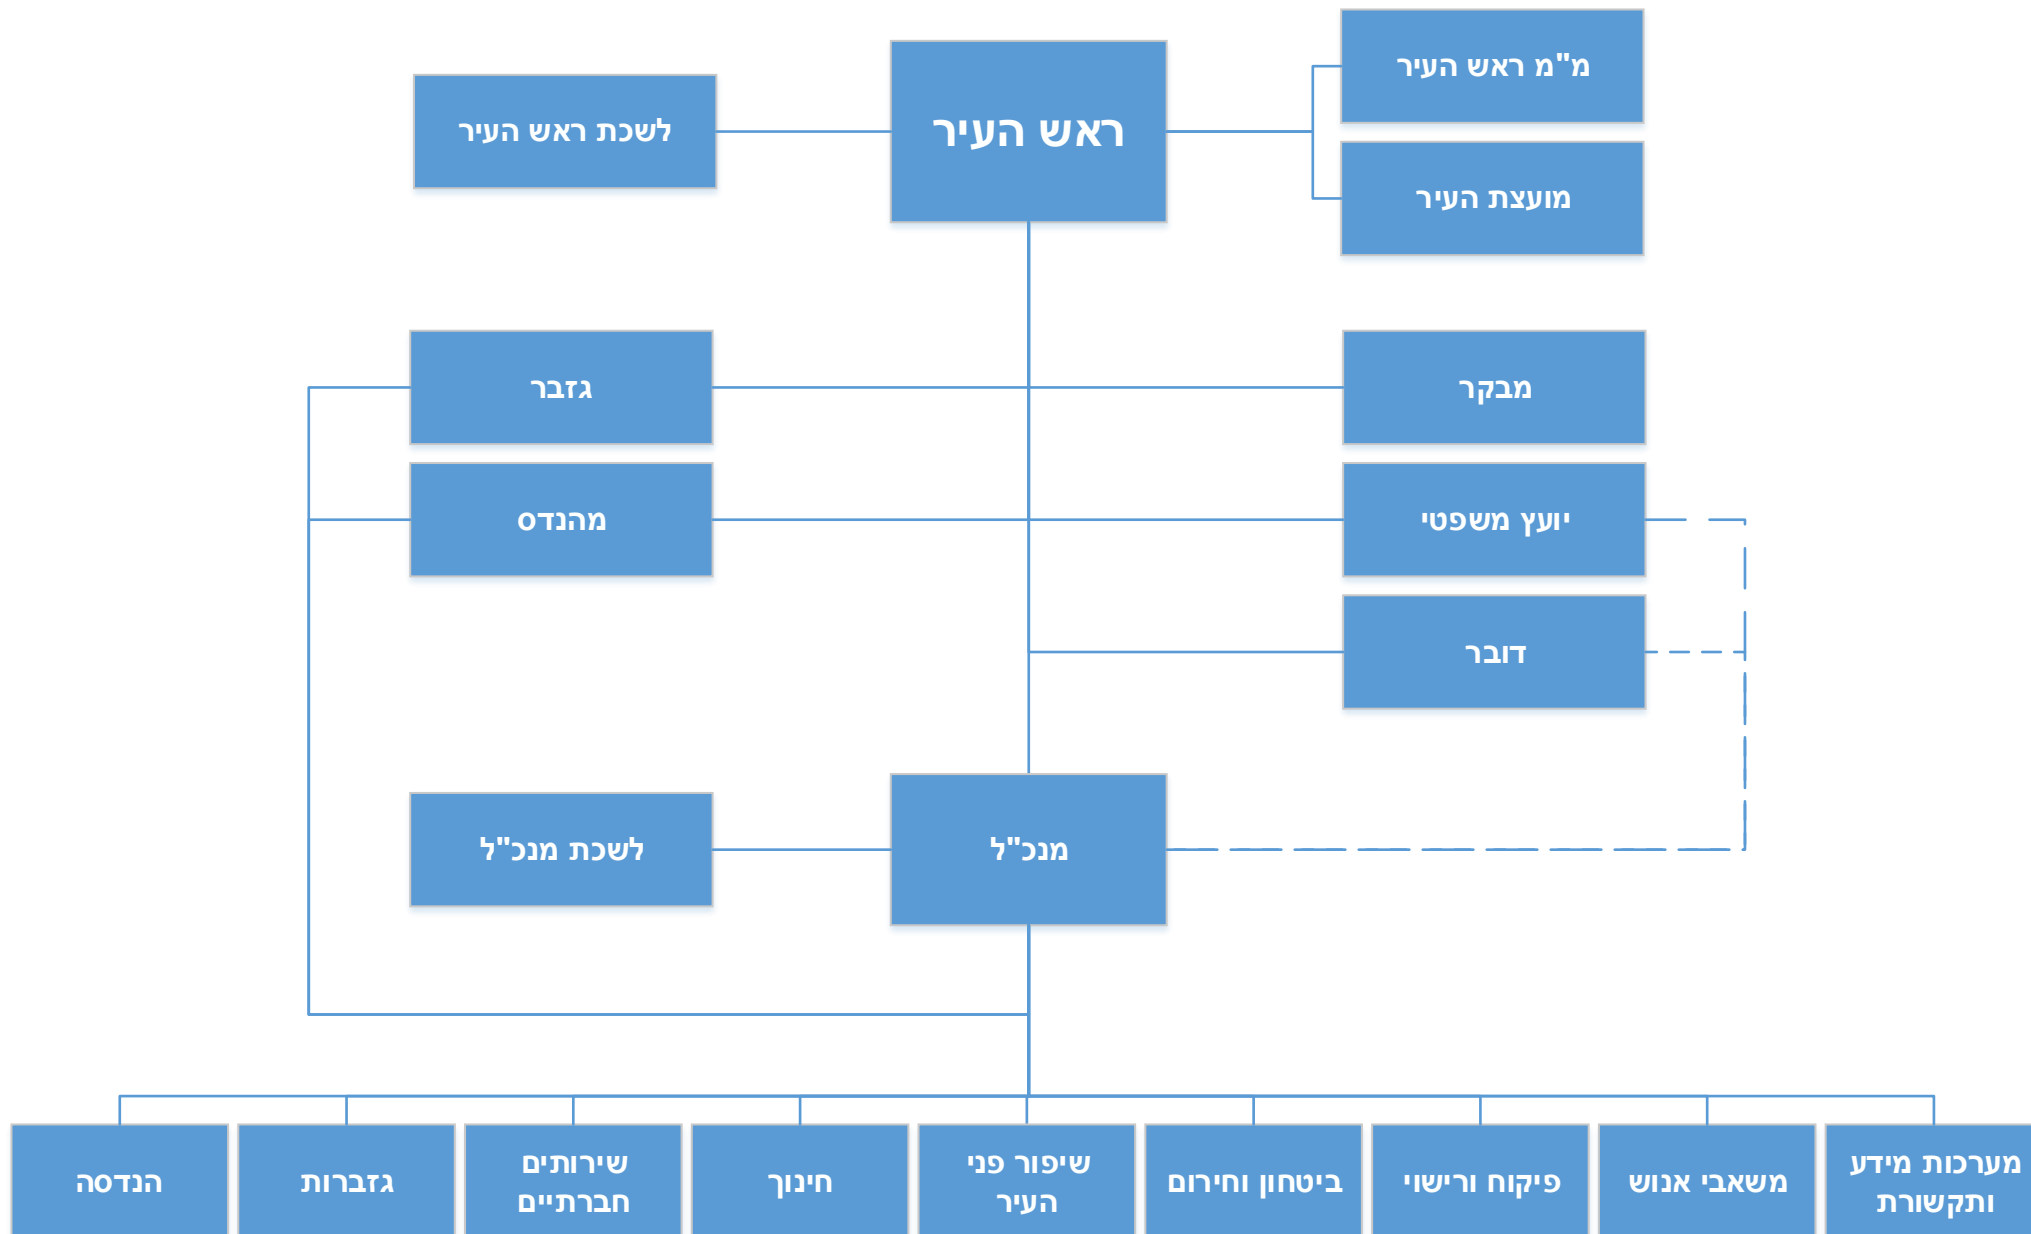 מ"מ ראש העיר
ראש העיר
לשכת ראש העיר
מועצת העיר
מבקר
גזבר
יועץ משפטי
מהנדס
דובר
מנכ"ל
לשכת מנכ"ל
מערכות מידע
ותקשורת
משאבי אנוש
פיקוח ורישוי
ביטחון וחירום
שיפור פני
העיר
חינוך
שירותים
חברתיים
גזברות
הנדסה